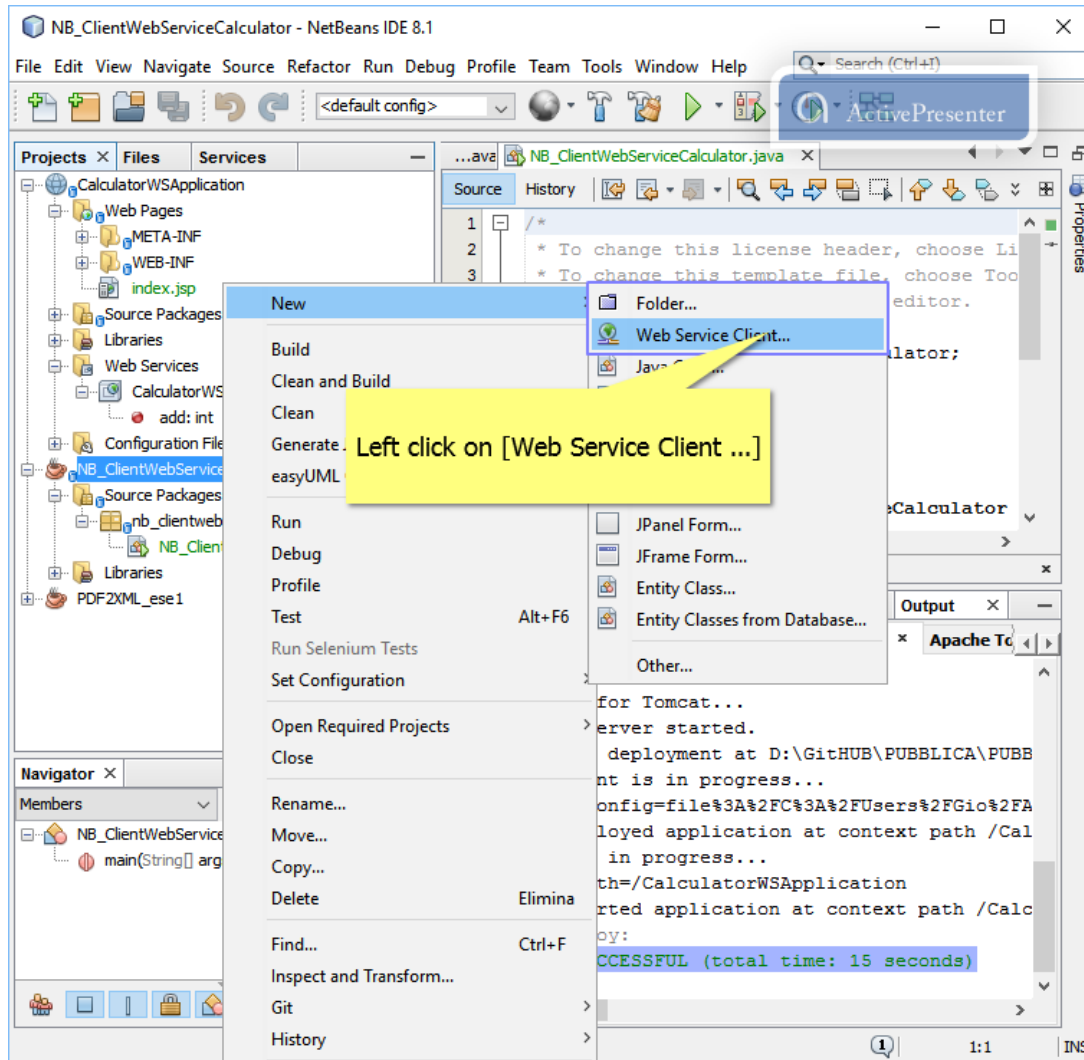 NB_ClientWebServiceCalculator - NetBeans IDE 8.1
File Edit View Navigate Source Refactor Run Debug Profile Team Tools Window Help
Search (Ctrl+I)
<default config>
ActivePresenter
Projects Files Services
...ava NB_ClientWebServiceCalculator.java
Source History
Properties
CalculatorWSApplication
Web Pages
META-INF
WEB-INF
index.jsp
Source Packages
Libraries
Web Services
CalculatorWS
add: int
Configuration File
NB_ClientWebService
Source Packages
nb_clientweb
NB_Clien
Libraries
PDF2XML_ese1
1 /*
2 * To change this license header, choose Li
3 * To change this template file, choose Too
editor.
ulator;
eCalculator
New
Build
Clean and Build
Clean
Generate
easyUML
Run
Debug
Profile
Test Alt+F6
Run Selenium Tests
Set Configuration
Open Required Projects
Close
Rename...
Move...
Copy...
Delete Elimina
Find... Ctrl+F
Inspect and Transform...
Git
History
Folder...
Web Service Client...
Java
JPanel Form...
JFrame Form...
Entity Class...
Entity Classes from Database...
Other...
Left click on [Web Service Client ...]
Output
Apache To
for Tomcat...
erver started.
deployment at D:\GitHUB\PUBBLICA\PUBB
nt is in progress...
onfig=file%3A%2FC%3A%2FUsers%2FGio%2FA
loyed application at context path /Cal
in progress...
th=/CalculatorWSApplication
rted application at context path /Calc
oy:
CCESSFUL (total time: 15 seconds)
Navigator
Members
NB_ClientWebService
main(String[] arg
1 1:1 INS